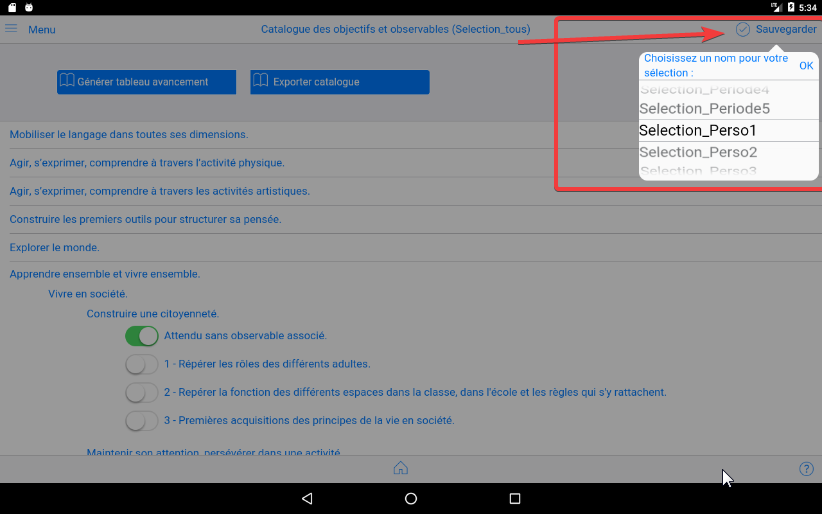 5:34
Menu
Catalogue des objectifs et observables (Selection_tous)
Sauvegarder
Choisissez un nom pour votre
sélection :
OK
Selection_Periode4
Selection_Periode5
Selection_Perso1
Selection_Perso2
Selection_Perso3
Générer tableau avancement
Exporter catalogue
Mobiliser le langage dans toutes ses dimensions.
Agir, s'exprimer, comprendre à travers l'activité physique.
Agir, s'exprimer, comprendre à travers les activités artistiques.
Construire les premiers outils pour structurer sa pensée.
Explorer le monde.
Apprendre ensemble et vivre ensemble.
Vivre en société.
Construire une citoyenneté.
Attendu sans observable associé.
1 - Répérer les rôles des différents adultes.
2 - Repérer la fonction des différents espaces dans la classe, dans l'école et les règles qui s'y rattachent.
3 - Premières acquisitions des principes de la vie en société.
Maintenir son attention, persévérer dans une activité.
?